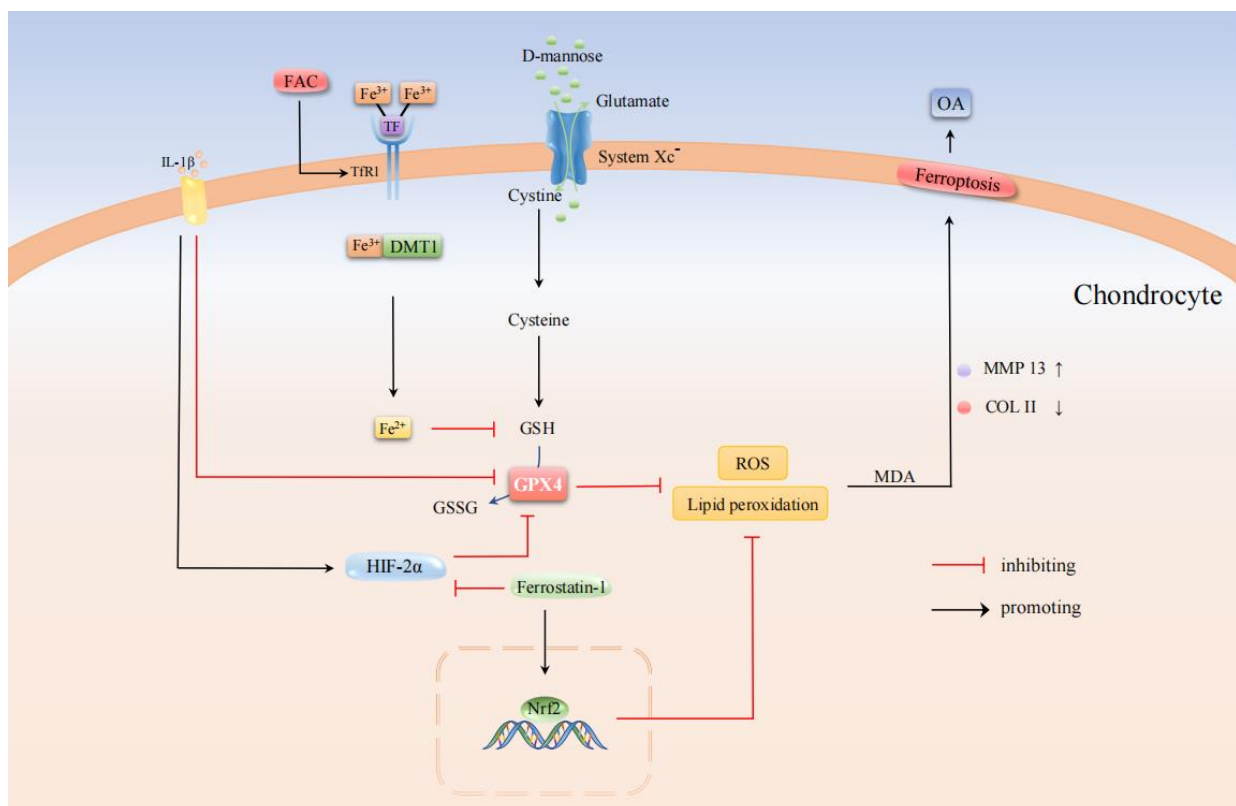 D-mannose
FAC
Fe³⁺ Fe³⁺
TF
Glutamate
OA
IL-1β
TfR1
System Xc⁻
Ferroptosis
Cystine
Fe³⁺ DMT1
Chondrocyte
Cysteine
MMP 13 ↑
COL II ↓
Fe²⁺
GSH
ROS
GPX4
MDA
GSSG
Lipid peroxidation
HIF-2α
inhibiting
Ferrostatin-1
promoting
Nrf2